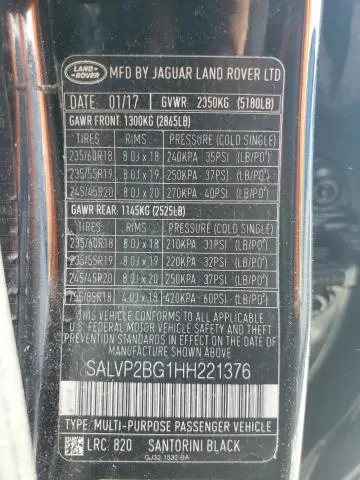 LAND ROVER
MFD BY JAGUAR LAND ROVER LTD
DATE: 01/17 GVWR: 2350KG (5180LB)
GAWR FRONT: 1300KG (2865LB)
TIRES RIMS PRESSURE (COLD SINGLE)
235/60R18 8.0J x 18 240KPA 35PSI (LB/PO²)
235/55R19 8.0J x 19 250KPA 37PSI (LB/PO²)
245/45R20 8.0J x 20 270KPA 40PSI (LB/PO²)
GAWR REAR: 1145KG (2525LB)
TIRES RIMS PRESSURE (COLD SINGLE)
235/60R18 8.0J x 18 210KPA 31PSI (LB/PO²)
235/55R19 8.0J x 19 220KPA 32PSI (LB/PO²)
245/45R20 8.0J x 20 250KPA 37PSI (LB/PO²)
4.0J x 18 420KPA 60PSI (LB/PO²)
THIS VEHICLE CONFORMS TO ALL APPLICABLE
U.S. FEDERAL MOTOR VEHICLE SAFETY, AND THEFT
PREVENTION STANDARDS IN EFFECT ON THE DATE
OF MANUFACTURE SHOWN ABOVE.
SALVP2BG1HH221376
TYPE: MULTI-PURPOSE PASSENGER VEHICLE
LRC: 820 SANTORINI BLACK
GJ32 1532 BA